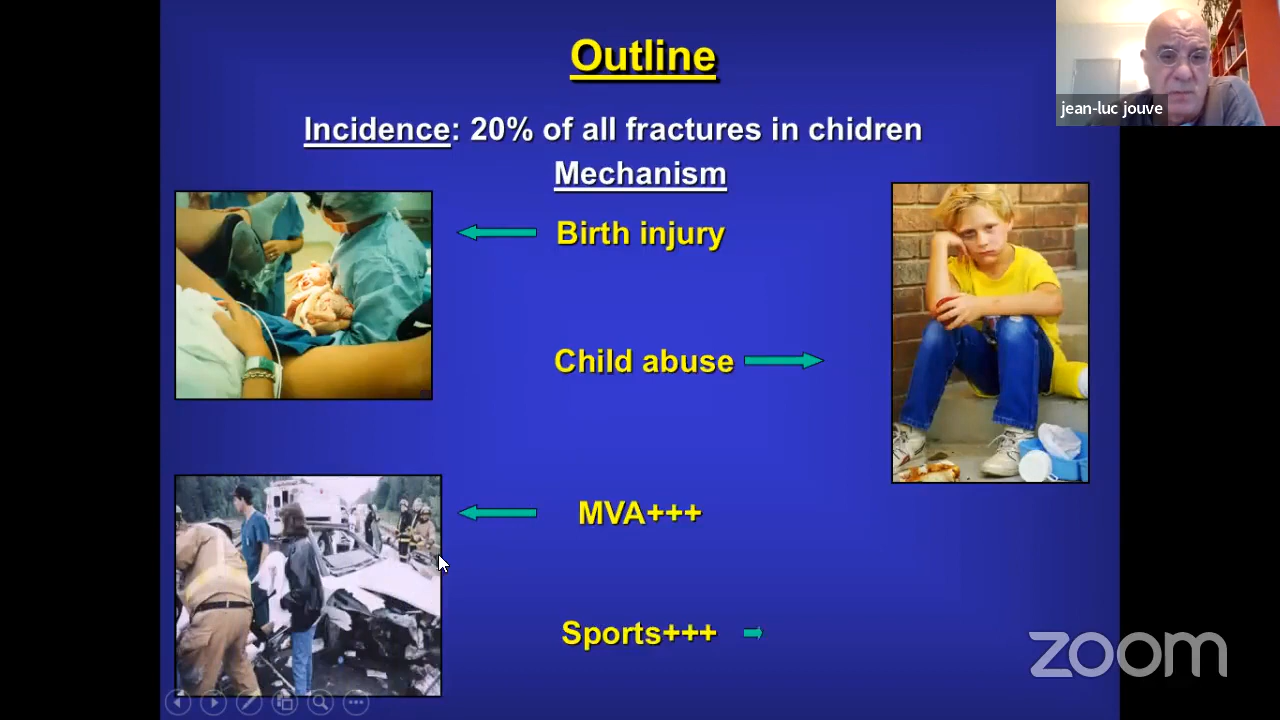 Outline
jean-luc jouve
Incidence: 20% of all fractures in chidren
Mechanism
Birth injury
Child abuse
MVA+++
Sports+++
zoom